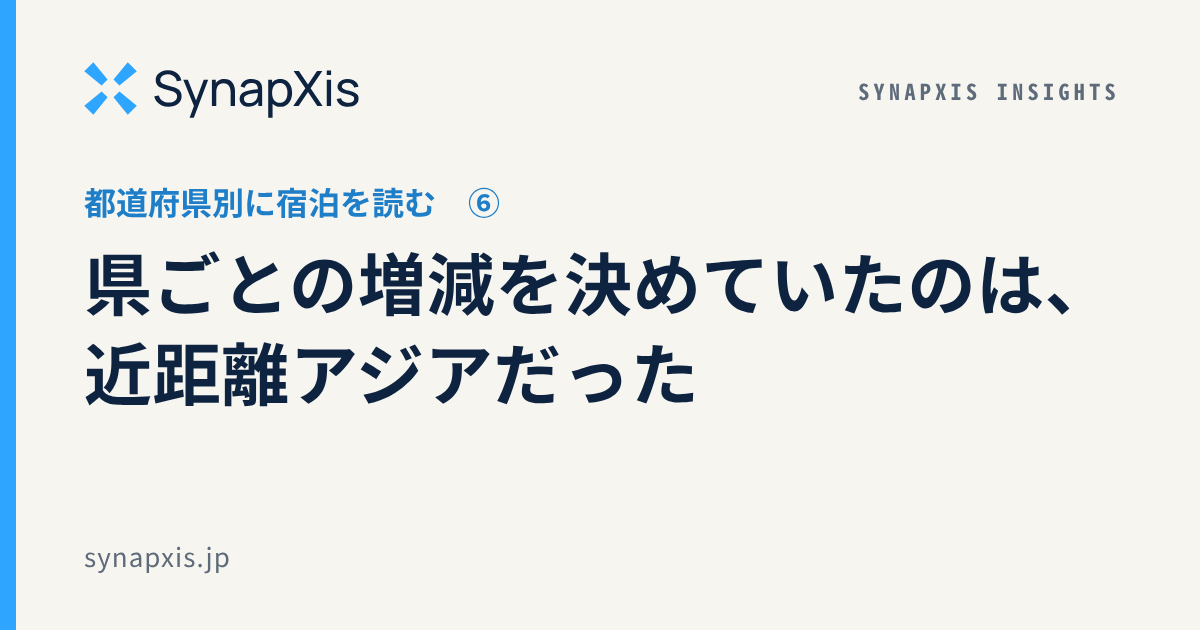 SynapXis
SYNAPXIS INSIGHTS
都道府県別に宿泊を読む　⑥
県ごとの増減を決めていたのは、
近距離アジアだった
synapxis.jp